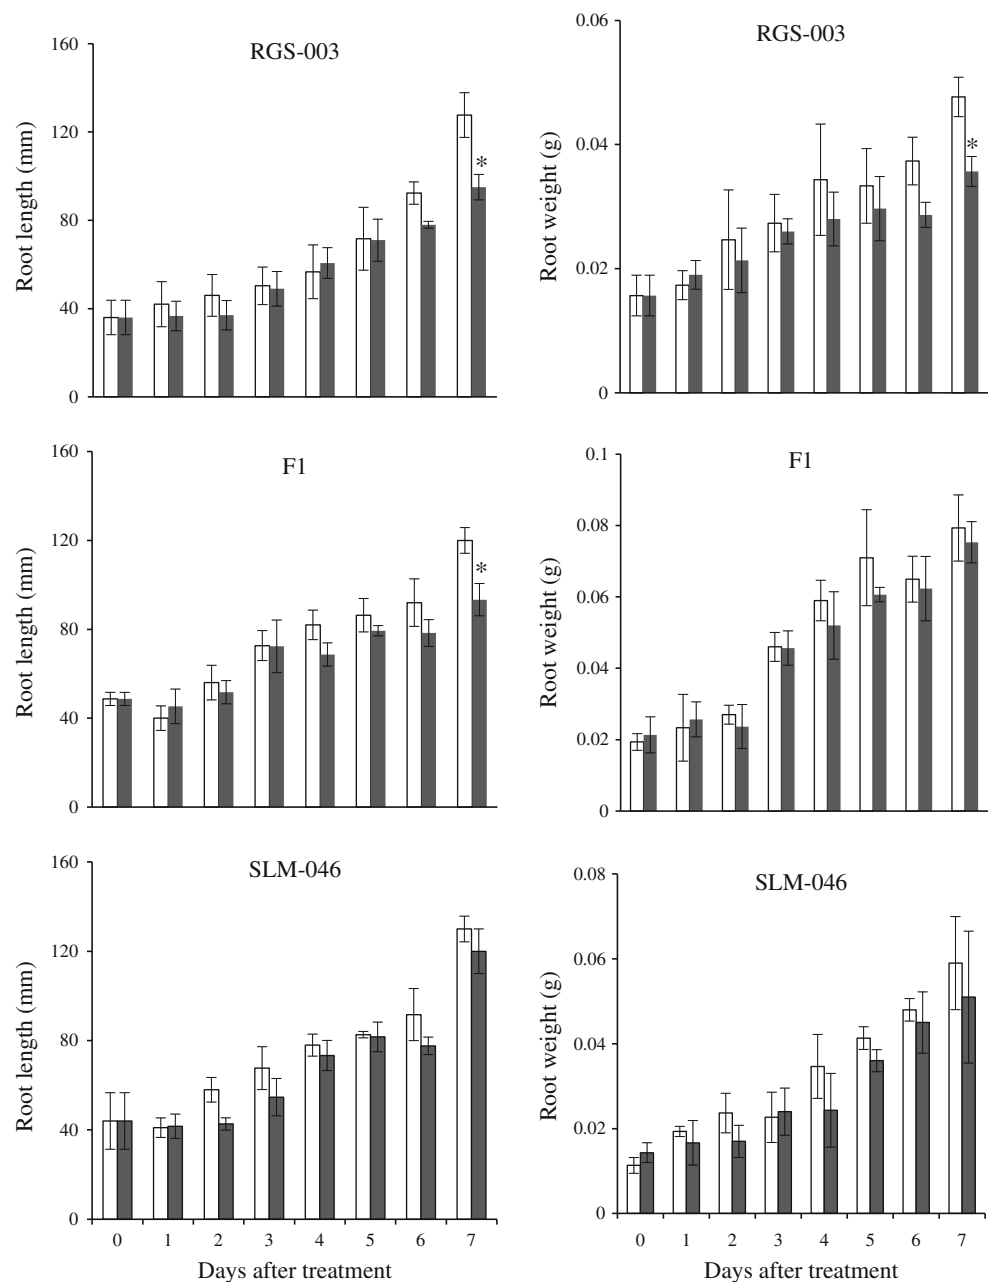 RGS-003
Root length (mm)
160
120
80
40
0
*
RGS-003
Root weight (g)
0.06
0.04
0.02
0
*
F1
Root length (mm)
160
120
80
40
0
*
F1
Root weight (g)
0.1
0.08
0.06
0.04
0.02
0
SLM-046
Root length (mm)
160
120
80
40
0
0 1 2 3 4 5 6 7
Days after treatment
SLM-046
Root weight (g)
0.08
0.06
0.04
0.02
0
0 1 2 3 4 5 6 7
Days after treatment